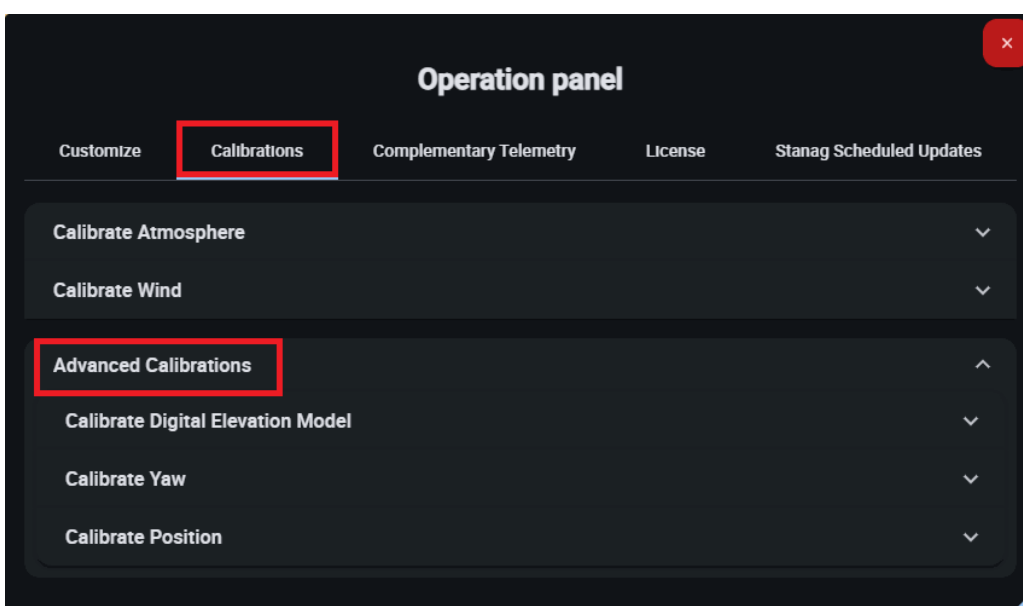 Operation panel
Customize Calibrations Complementary Telemetry License Stanag Scheduled Updates
Calibrate Atmosphere
Calibrate Wind
Advanced Calibrations
Calibrate Digital Elevation Model
Calibrate Yaw
Calibrate Position